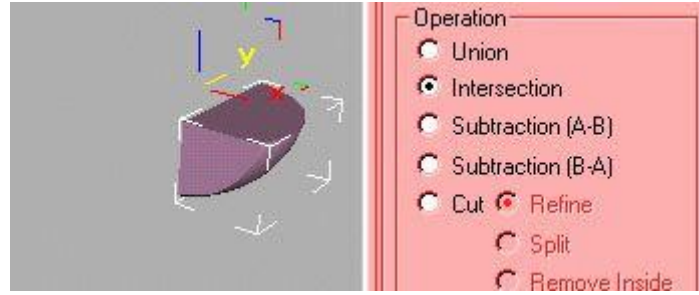 y
x
Operation
Union
Intersection
Subtraction (A-B)
Subtraction (B-A)
Cut Refine
Split
Remove Inside